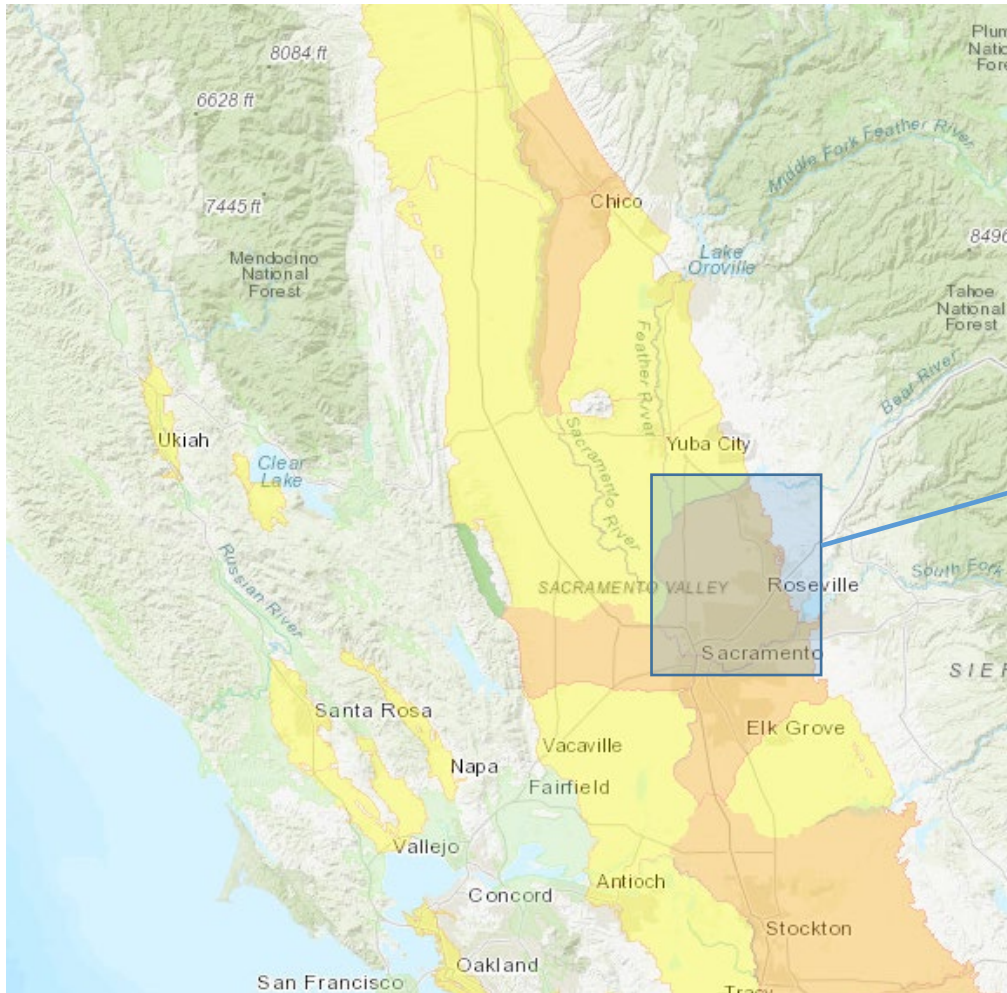 Plum
Natio
Fore
8084 ft
6628 ft
Middle Fork Feather River
7445 ft
Chico
8496
Lake
Oroville
Mendocino
National
Forest
Tahoe
National
Forest
Feather River
Bear River
Ukiah
Yuba City
Clear
Lake
Sacramento River
Russian River
SACRAMENTO VALLEY
Roseville
South Fork
Sacramento
SIER
Santa Rosa
Elk Grove
Vacaville
Napa
Fairfield
Vallejo
Antioch
Concord
Stockton
Oakland
San Francisco
Tracy